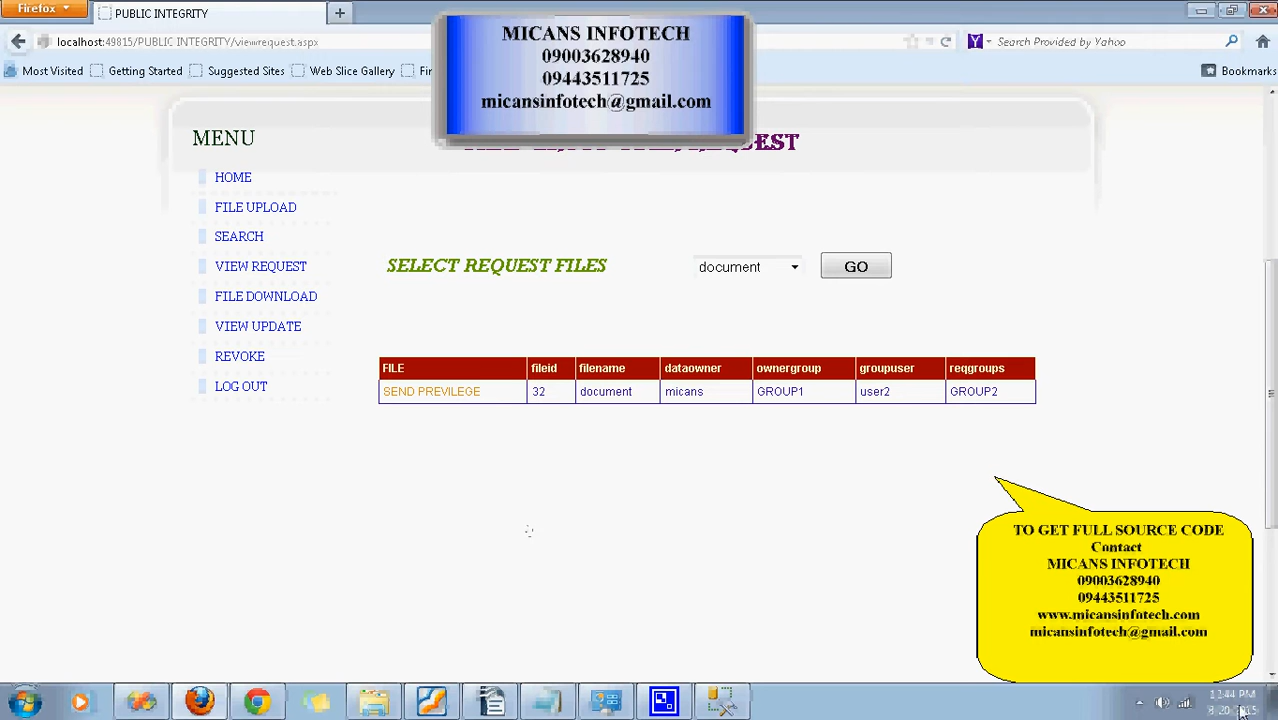 Firefox
PUBLIC INTEGRITY
localhost:49815/PUBLIC INTEGRITY/viewrequest.aspx
Search Provided by Yahoo
Most Visited
Getting Started
Suggested Sites
Web Slice Gallery
Bookmarks
MICANS INFOTECH
09003628940
09443511725
micansinfotech@gmail.com
MENU
HOME
FILE UPLOAD
SEARCH
VIEW REQUEST
FILE DOWNLOAD
VIEW UPDATE
REVOKE
LOG OUT
SELECT REQUEST FILES
document
GO
FILE fileid filename dataowner ownergroup groupuser reqgroups
SEND PREVILEGE 32 document micans GROUP1 user2 GROUP2
TO GET FULL SOURCE CODE
Contact
MICANS INFOTECH
09003628940
09443511725
www.micansinfotech.com
micansinfotech@gmail.com